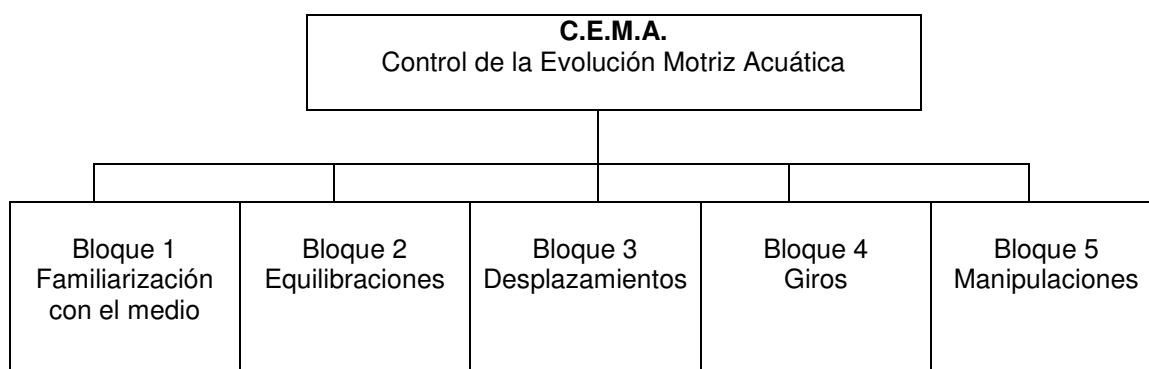 C.E.M.A.
Control de la Evolución Motriz Acuática
Bloque 1
Familiarización
con el medio
Bloque 2
Equilibraciones
Bloque 3
Desplazamientos
Bloque 4
Giros
Bloque 5
Manipulaciones